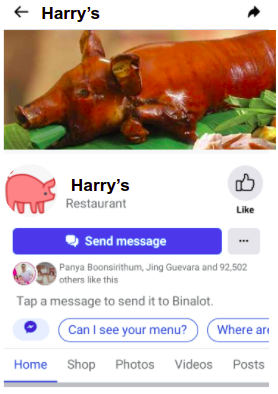 Harry’s
Harry’s
Restaurant
Like
Send message
Panya Boonsirithum, Jing Guevara and 92,502
others like this
Tap a message to send it to Binalot.
Can I see your menu?
Where are
Home Shop Photos Videos Posts